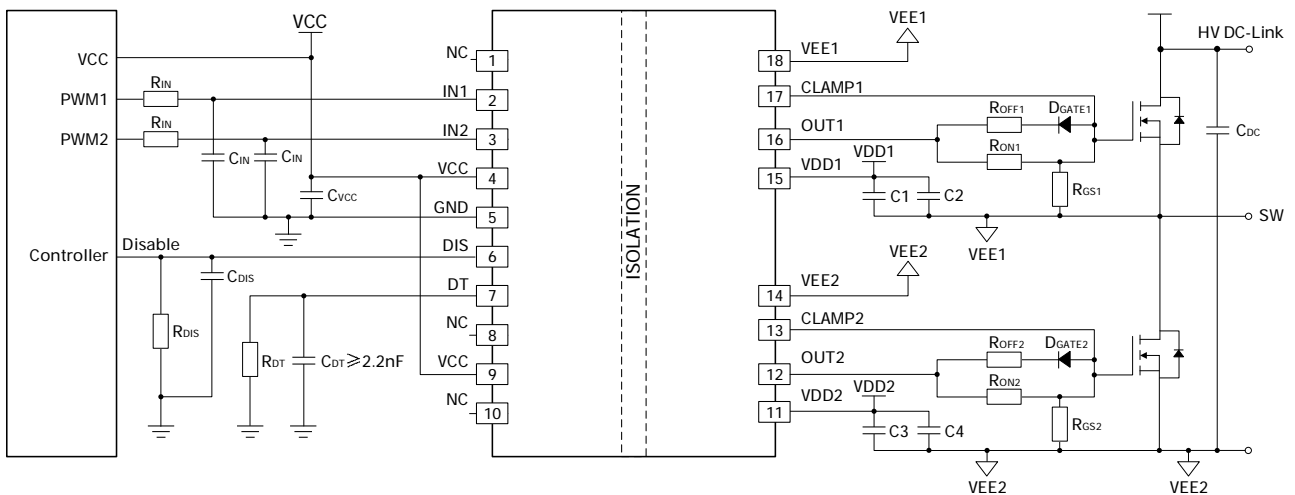 VCC
PWM1
PWM2
Controller
VCC
RIN
RIN
CIN
CIN
CVCC
Disable
CDIS
RDIS
RDT
CDT⩾2.2nF
NC
IN1
IN2
VCC
GND
DIS
DT
NC
VCC
NC
1
2
3
4
5
6
7
8
9
10
ISOLATION
18
17
16
15
14
13
12
11
VEE1
CLAMP1
OUT1
VDD1
VEE2
CLAMP2
OUT2
VDD2
VEE1
ROFF1
DGATE1
RON1
VDD1
C1
C2
RGS1
VEE1
HV DC-Link
CDC
SW
VEE2
ROFF2
DGATE2
RON2
VDD2
C3
C4
RGS2
VEE2
VEE2